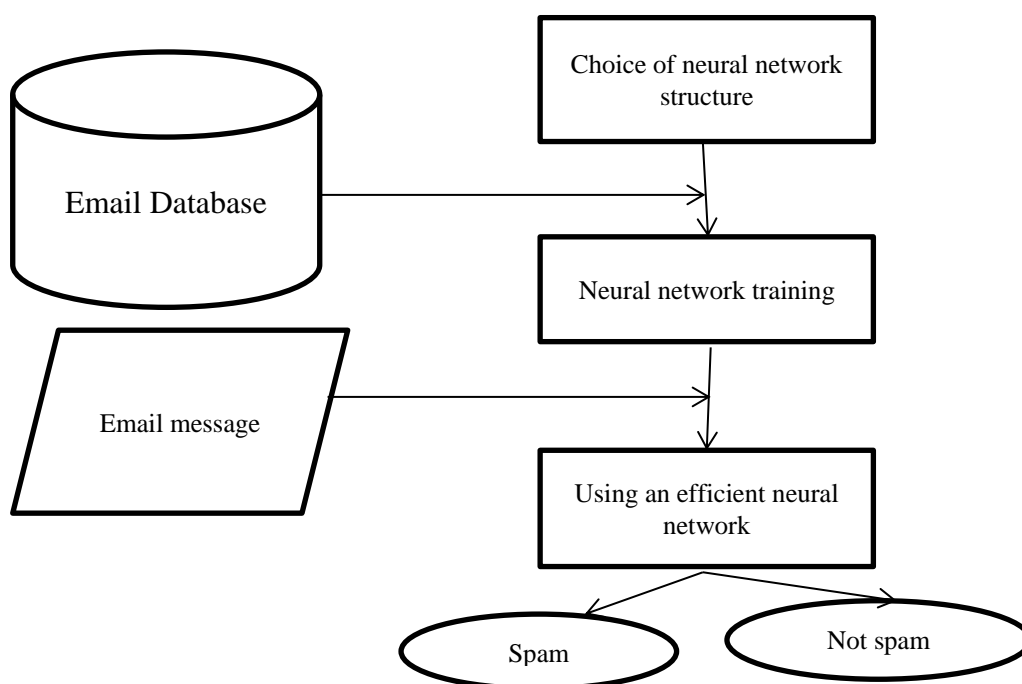 Choice of neural network
structure
Email Database
Neural network training
Email message
Using an efficient neural
network
Spam
Not spam